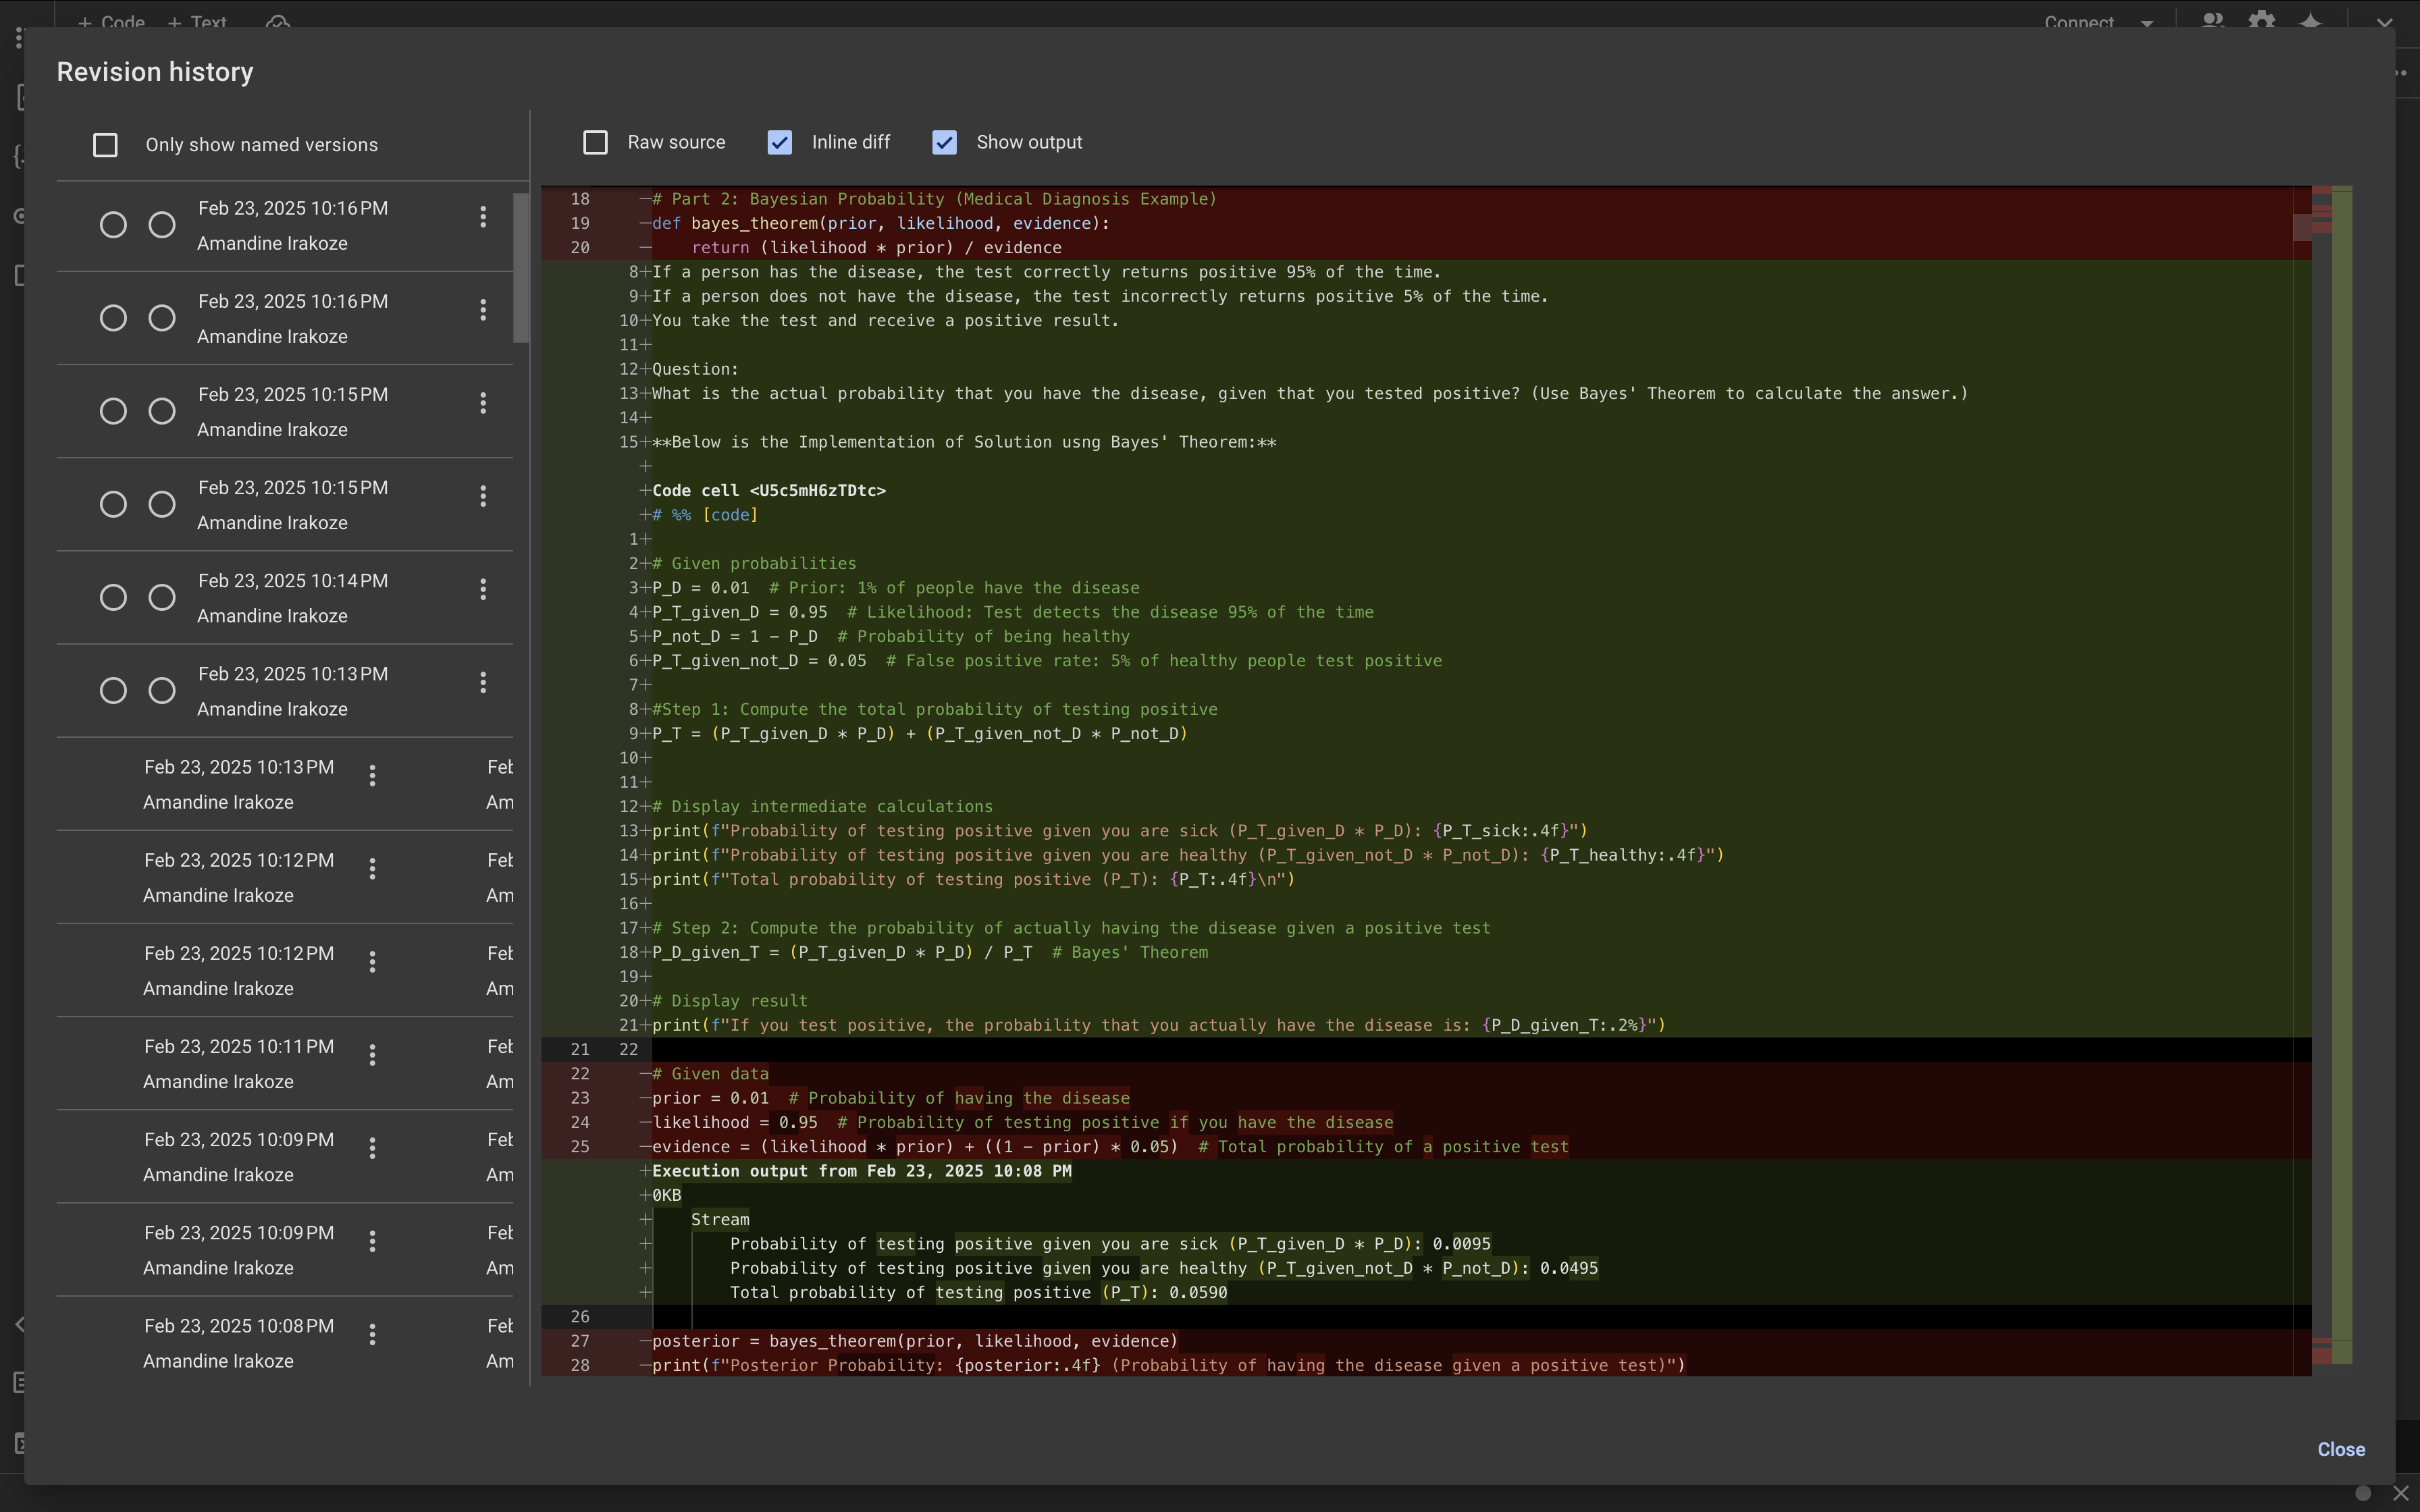 + Code + Text
Connect
Revision history
Only show named versions
Feb 23, 2025 10:16 PM
Amandine Irakoze
Feb 23, 2025 10:16 PM
Amandine Irakoze
Feb 23, 2025 10:15 PM
Amandine Irakoze
Feb 23, 2025 10:15 PM
Amandine Irakoze
Feb 23, 2025 10:14 PM
Amandine Irakoze
Feb 23, 2025 10:13 PM
Amandine Irakoze
Feb 23, 2025 10:13 PM Feb
Amandine Irakoze Am
Feb 23, 2025 10:12 PM Feb
Amandine Irakoze Am
Feb 23, 2025 10:12 PM Feb
Amandine Irakoze Am
Feb 23, 2025 10:11 PM Feb
Amandine Irakoze Am
Feb 23, 2025 10:09 PM Feb
Amandine Irakoze Am
Feb 23, 2025 10:09 PM Feb
Amandine Irakoze Am
Feb 23, 2025 10:08 PM Feb
Amandine Irakoze Am
Raw source Inline diff Show output
18 —# Part 2: Bayesian Probability (Medical Diagnosis Example)
19 —def bayes_theorem(prior, likelihood, evidence):
20 — return (likelihood * prior) / evidence
8+If a person has the disease, the test correctly returns positive 95% of the time.
9+If a person does not have the disease, the test incorrectly returns positive 5% of the time.
10+You take the test and receive a positive result.
11+
12+Question:
13+What is the actual probability that you have the disease, given that you tested positive? (Use Bayes' Theorem to calculate the answer.)
14+
15+**Below is the Implementation of Solution usng Bayes' Theorem:**
+
+Code cell <U5c5mH6zTDtc>
+# %% [code]
1+
2+# Given probabilities
3+P_D = 0.01 # Prior: 1% of people have the disease
4+P_T_given_D = 0.95 # Likelihood: Test detects the disease 95% of the time
5+P_not_D = 1 - P_D # Probability of being healthy
6+P_T_given_not_D = 0.05 # False positive rate: 5% of healthy people test positive
7+
8+#Step 1: Compute the total probability of testing positive
9+P_T = (P_T_given_D * P_D) + (P_T_given_not_D * P_not_D)
10+
11+
12+# Display intermediate calculations
13+print(f"Probability of testing positive given you are sick (P_T_given_D * P_D): {P_T_sick:.4f}")
14+print(f"Probability of testing positive given you are healthy (P_T_given_not_D * P_not_D): {P_T_healthy:.4f}")
15+print(f"Total probability of testing positive (P_T): {P_T:.4f}\n")
16+
17+# Step 2: Compute the probability of actually having the disease given a positive test
18+P_D_given_T = (P_T_given_D * P_D) / P_T # Bayes' Theorem
19+
20+# Display result
21+print(f"If you test positive, the probability that you actually have the disease is: {P_D_given_T:.2%}")
21 22
22 —# Given data
23 —prior = 0.01 # Probability of having the disease
24 —likelihood = 0.95 # Probability of testing positive if you have the disease
25 —evidence = (likelihood * prior) + ((1 - prior) * 0.05) # Total probability of a positive test
+Execution output from Feb 23, 2025 10:08 PM
+0KB
+ Stream
+ Probability of testing positive given you are sick (P_T_given_D * P_D): 0.0095
+ Probability of testing positive given you are healthy (P_T_given_not_D * P_not_D): 0.0495
+ Total probability of testing positive (P_T): 0.0590
26
27 —posterior = bayes_theorem(prior, likelihood, evidence)
28 —print(f"Posterior Probability: {posterior:.4f} (Probability of having the disease given a positive test)")
Close